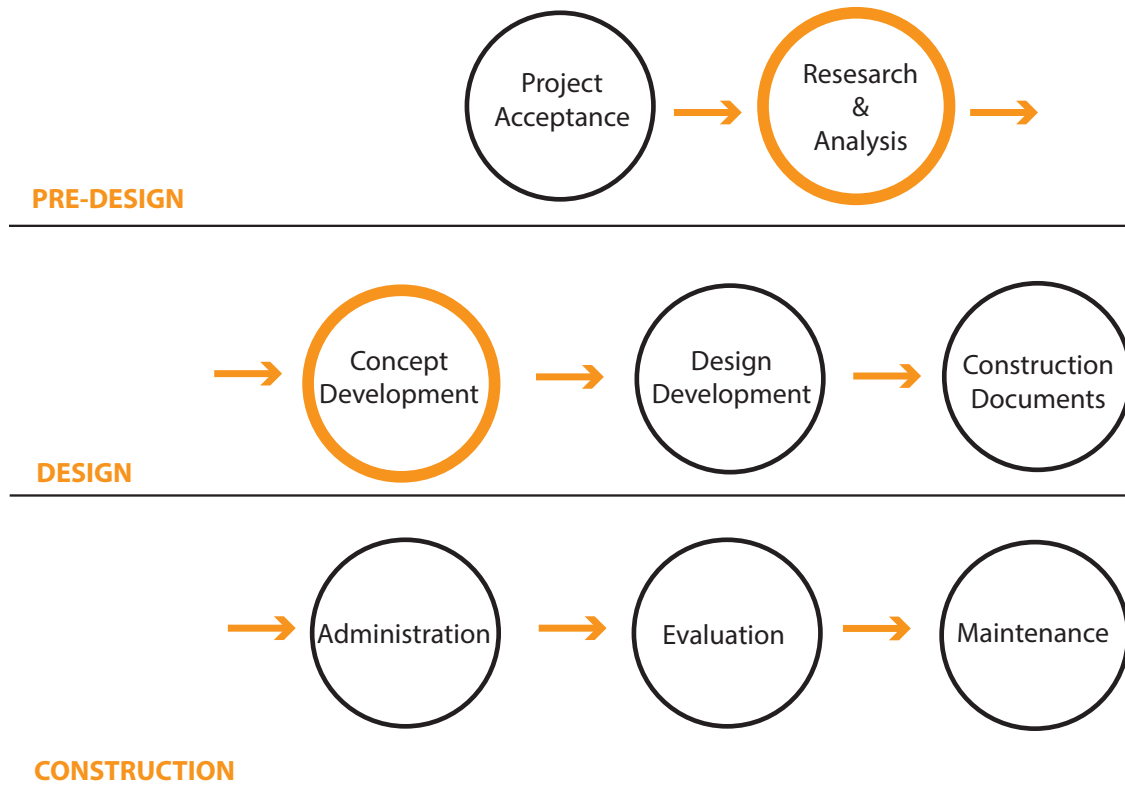 Project
Acceptance
Resesarch
&
Analysis
PRE-DESIGN
Concept
Development
Design
Development
Construction
Documents
DESIGN
Administration
Evaluation
Maintenance
CONSTRUCTION